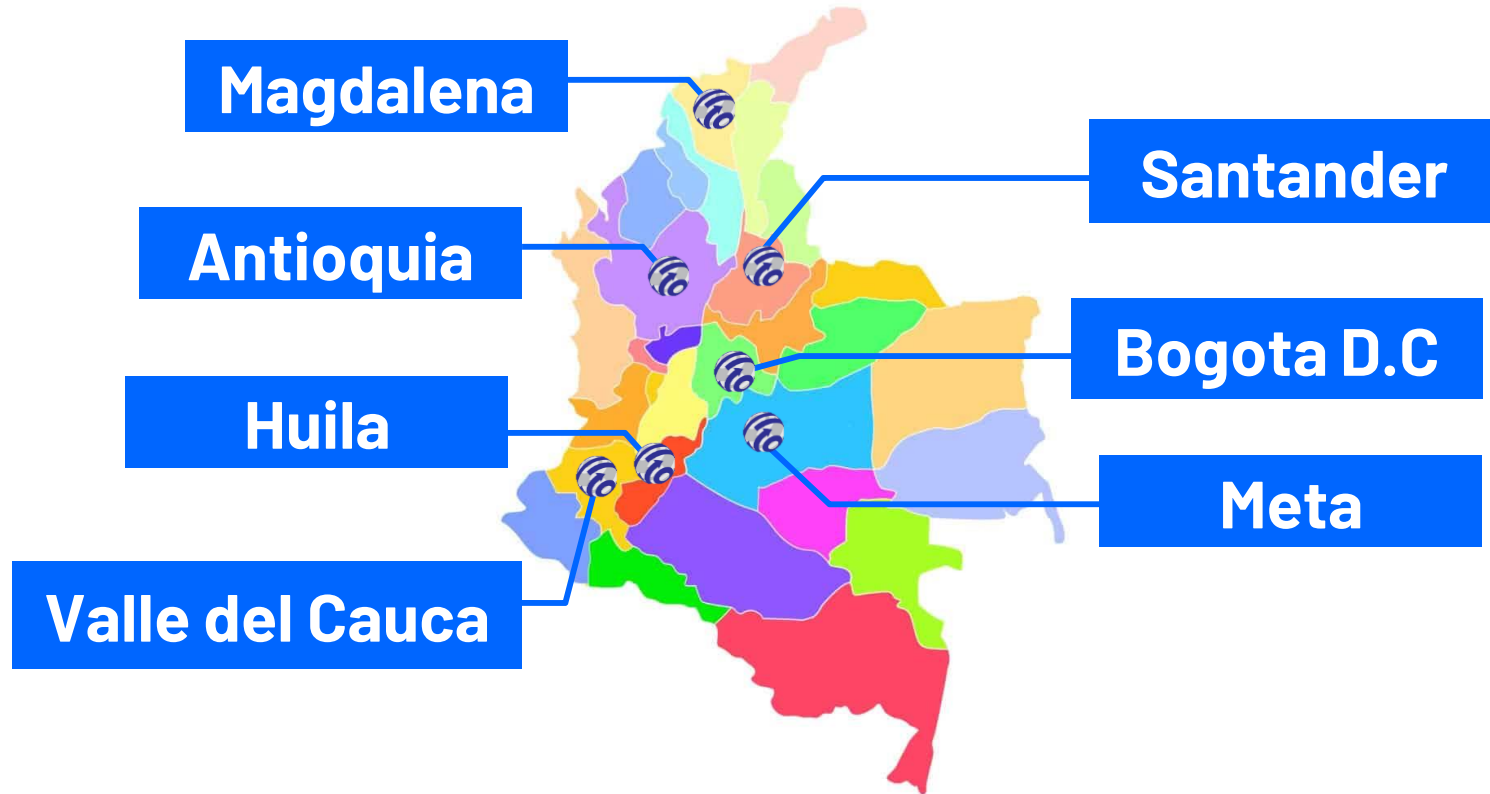 Magdalena
Santander
Antioquia
Bogota D.C
Huila
Meta
Valle del Cauca